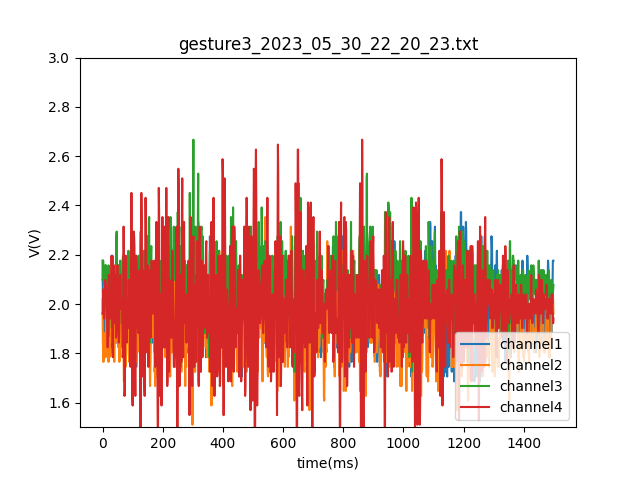 gesture3_2023_05_30_22_20_23.txt
3.0
2.8
2.6
2.4
2.2
2.0
1.8
1.6
V(V)
channel1
channel2
channel3
channel4
0 200 400 600 800 1000 1200 1400
time(ms)